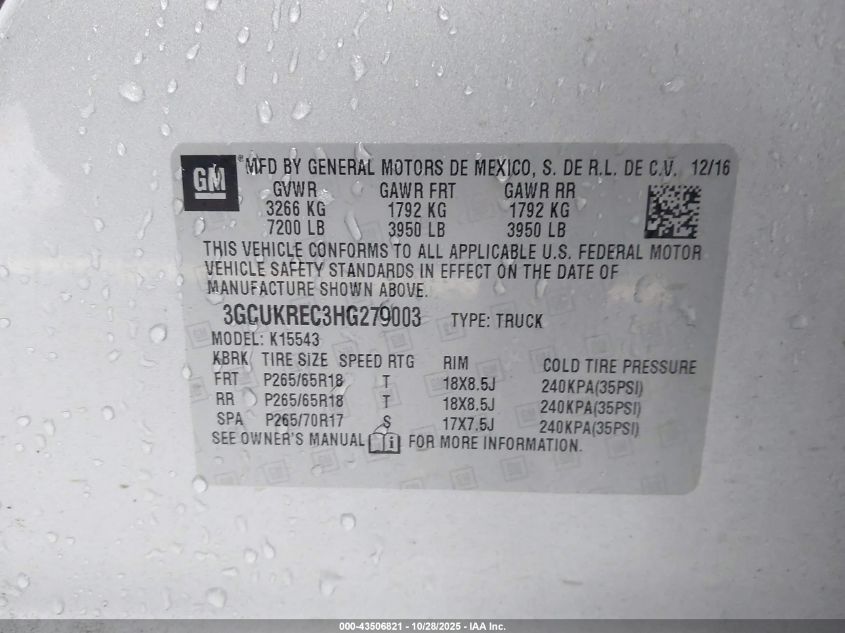 GM ® MFD BY GENERAL MOTORS DE MEXICO, S. DE R.L. DE C.V. 12/16
GVWR GAWR FRT GAWR RR
3266 KG 1792 KG 1792 KG
7200 LB 3950 LB 3950 LB
THIS VEHICLE CONFORMS TO ALL APPLICABLE U.S. FEDERAL MOTOR
VEHICLE SAFETY STANDARDS IN EFFECT ON THE DATE OF
MANUFACTURE SHOWN ABOVE.
3GCUKREC3HG279003 TYPE: TRUCK
MODEL: K15543
KBRK TIRE SIZE SPEED RTG RIM COLD TIRE PRESSURE
FRT P265/65R18 T 18X8.5J 240KPA(35PSI)
RR P265/65R18 T 18X8.5J 240KPA(35PSI)
SPA P265/70R17 S 17X7.5J 240KPA(35PSI)
SEE OWNER'S MANUAL FOR MORE INFORMATION.
000-43506821 - 10/28/2025 - IAA Inc.